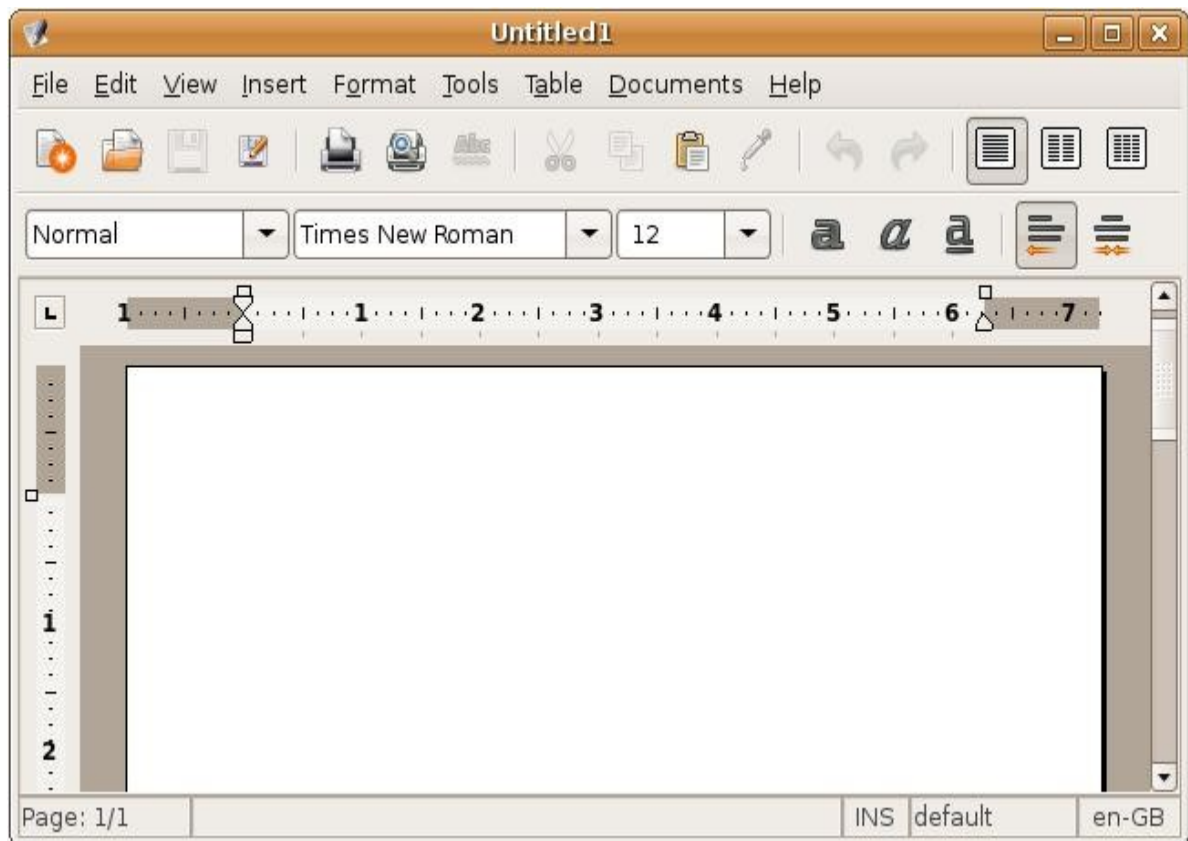 Untitled1
File Edit View Insert Format Tools Table Documents Help
Abc
Normal Times New Roman 12 a a a
L 1 1 2 3 4 5 6 7
1
2
Page: 1/1 INS default en-GB